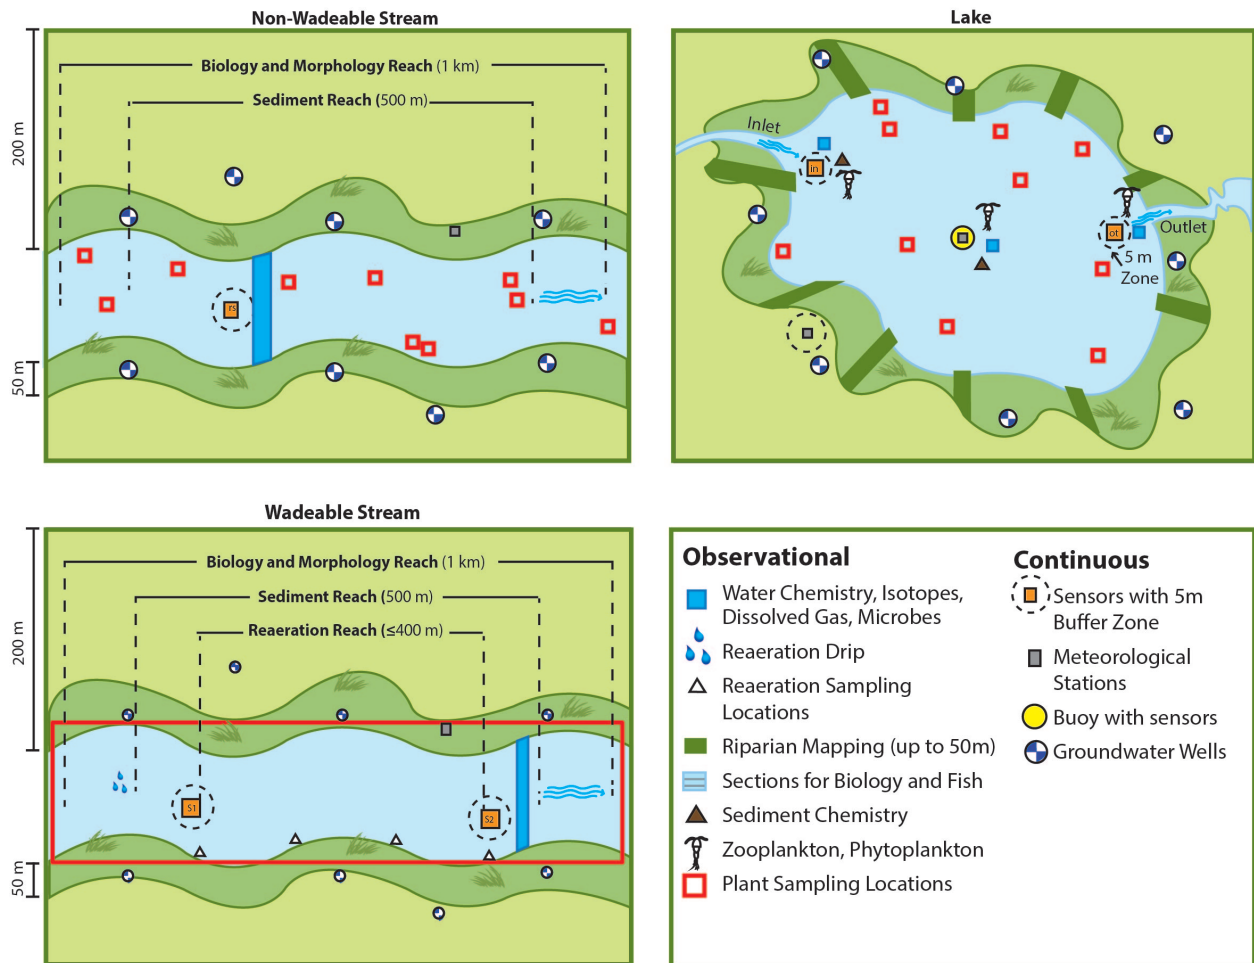 Non-Wadeable Stream
Biology and Morphology Reach (1 km)
Sediment Reach (500 m)
200 m
50 m
rs
Lake
Inlet
in
Outlet
ot
5 m
Zone
Wadeable Stream
Biology and Morphology Reach (1 km)
Sediment Reach (500 m)
Reaeration Reach (≤400 m)
200 m
50 m
S1
S2
Observational
Water Chemistry, Isotopes,
Dissolved Gas, Microbes
Reaeration Drip
Reaeration Sampling
Locations
Riparian Mapping (up to 50m)
Sections for Biology and Fish
Sediment Chemistry
Zooplankton, Phytoplankton
Plant Sampling Locations
Continuous
Sensors with 5m
Buffer Zone
Meteorological
Stations
Buoy with sensors
Groundwater Wells